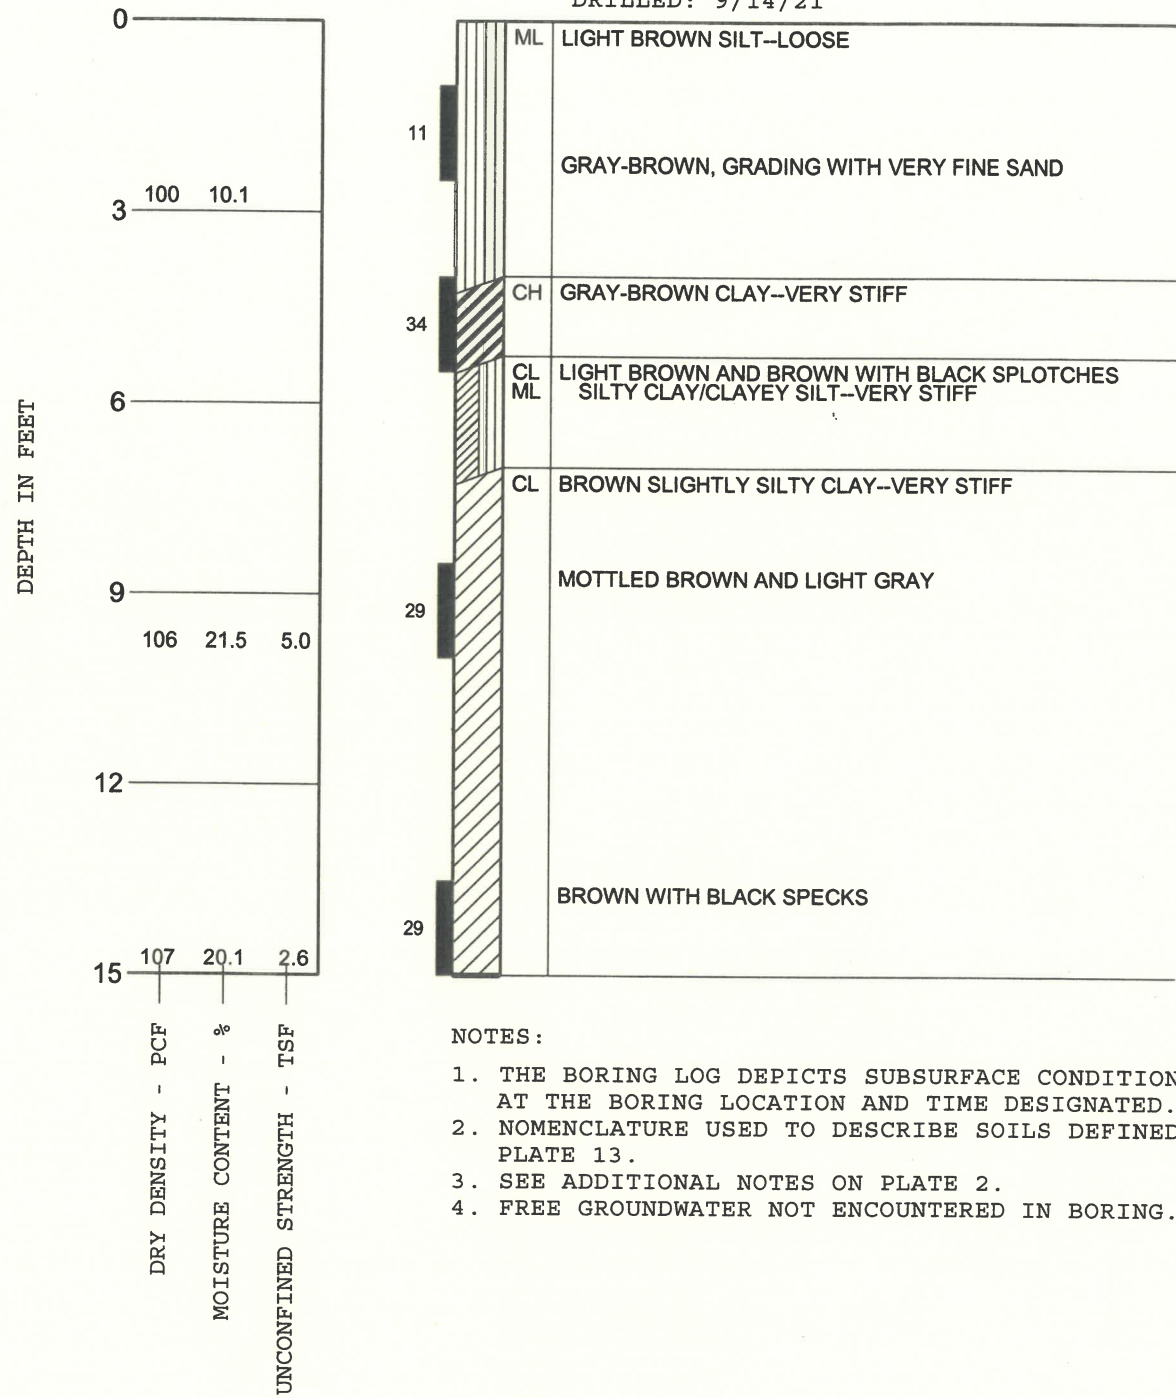 DRILLED: 9/14/21
0
ML LIGHT BROWN SILT--LOOSE
11
GRAY-BROWN, GRADING WITH VERY FINE SAND
100 10.1
3
CH GRAY-BROWN CLAY--VERY STIFF
34
CL LIGHT BROWN AND BROWN WITH BLACK SPLOTCHES
ML SILTY CLAY/CLAYEY SILT--VERY STIFF
6
CL BROWN SLIGHTLY SILTY CLAY--VERY STIFF
MOTTLED BROWN AND LIGHT GRAY
9
29
106 21.5 5.0
12
BROWN WITH BLACK SPECKS
29
107 20.1 2.6
15
DEPTH IN FEET
DRY DENSITY - PCF
MOISTURE CONTENT - %
UNCONFINED STRENGTH - TSF
NOTES:
1. THE BORING LOG DEPICTS SUBSURFACE CONDITION
AT THE BORING LOCATION AND TIME DESIGNATED.
2. NOMENCLATURE USED TO DESCRIBE SOILS DEFINED
PLATE 13.
3. SEE ADDITIONAL NOTES ON PLATE 2.
4. FREE GROUNDWATER NOT ENCOUNTERED IN BORING.